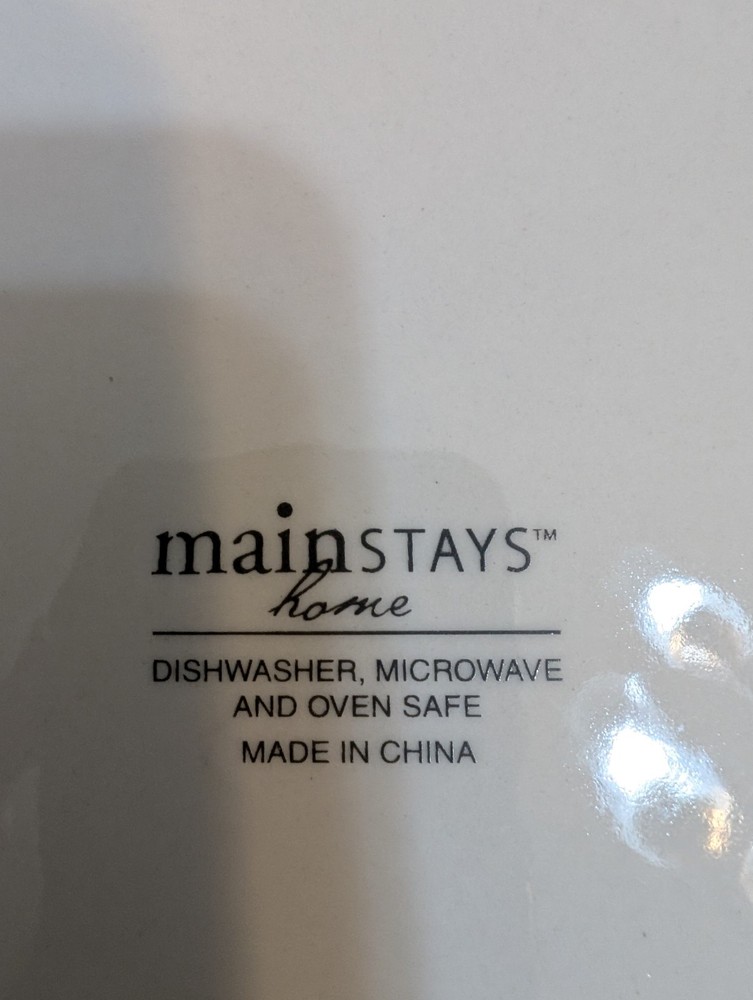 mainSTAYS™
home
DISHWASHER, MICROWAVE
AND OVEN SAFE
MADE IN CHINA